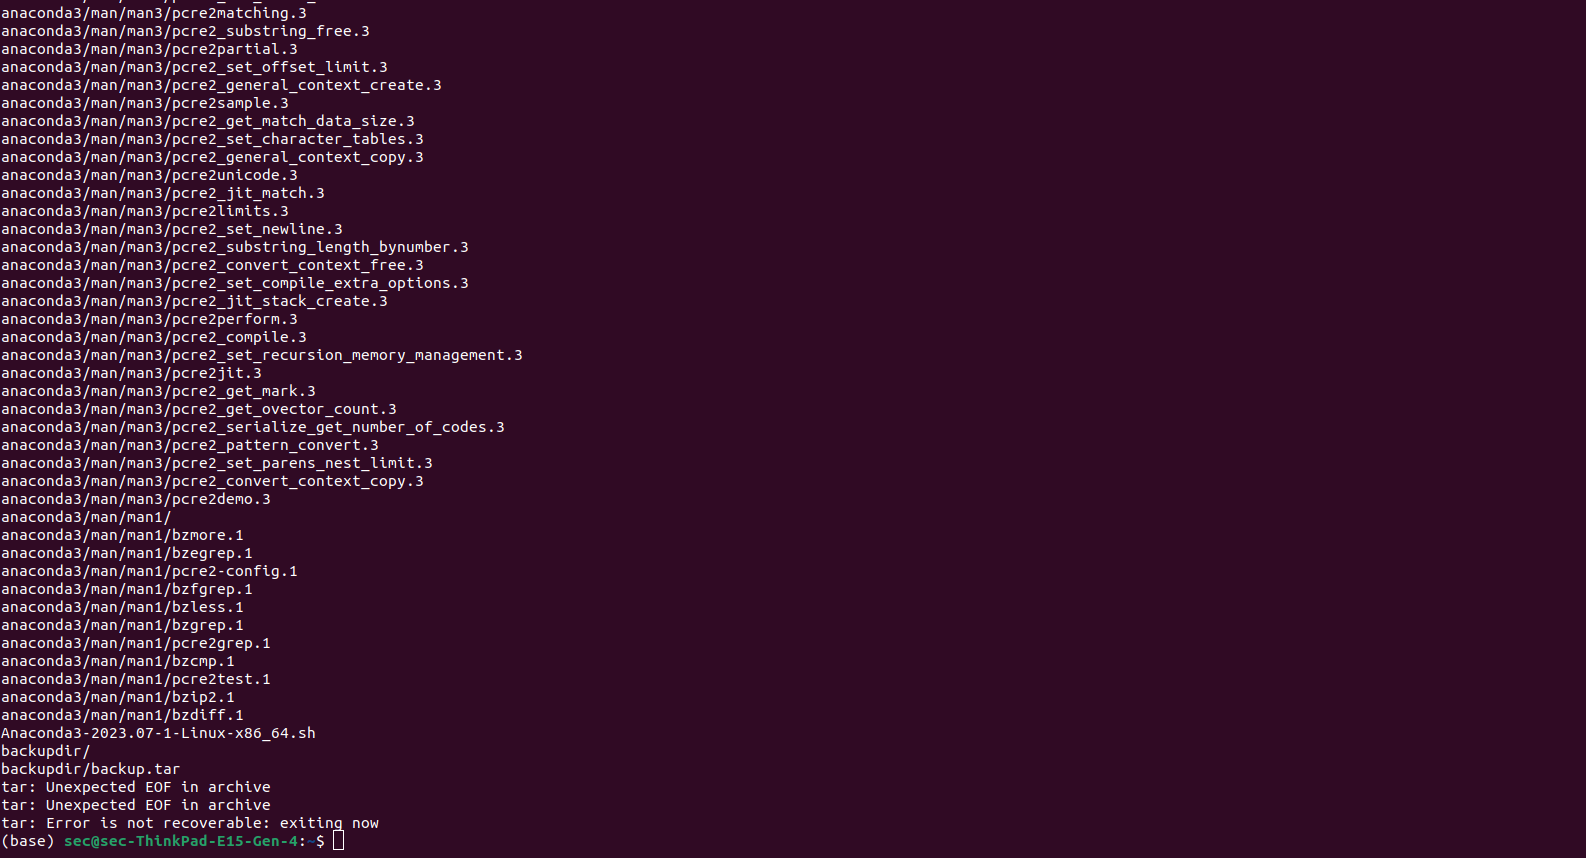 anaconda3/man/man3/pcre2matching.3
anaconda3/man/man3/pcre2_substring_free.3
anaconda3/man/man3/pcre2partial.3
anaconda3/man/man3/pcre2_set_offset_limit.3
anaconda3/man/man3/pcre2_general_context_create.3
anaconda3/man/man3/pcre2sample.3
anaconda3/man/man3/pcre2_get_match_data_size.3
anaconda3/man/man3/pcre2_set_character_tables.3
anaconda3/man/man3/pcre2_general_context_copy.3
anaconda3/man/man3/pcre2unicode.3
anaconda3/man/man3/pcre2_jit_match.3
anaconda3/man/man3/pcre2limits.3
anaconda3/man/man3/pcre2_set_newline.3
anaconda3/man/man3/pcre2_substring_length_bynumber.3
anaconda3/man/man3/pcre2_convert_context_free.3
anaconda3/man/man3/pcre2_set_compile_extra_options.3
anaconda3/man/man3/pcre2_jit_stack_create.3
anaconda3/man/man3/pcre2perform.3
anaconda3/man/man3/pcre2_compile.3
anaconda3/man/man3/pcre2_set_recursion_memory_management.3
anaconda3/man/man3/pcre2jit.3
anaconda3/man/man3/pcre2_get_mark.3
anaconda3/man/man3/pcre2_get_ovector_count.3
anaconda3/man/man3/pcre2_serialize_get_number_of_codes.3
anaconda3/man/man3/pcre2_pattern_convert.3
anaconda3/man/man3/pcre2_set_parens_nest_limit.3
anaconda3/man/man3/pcre2_convert_context_copy.3
anaconda3/man/man3/pcre2demo.3
anaconda3/man/man1/
anaconda3/man/man1/bzmore.1
anaconda3/man/man1/bzegrep.1
anaconda3/man/man1/pcre2-config.1
anaconda3/man/man1/bzfgrep.1
anaconda3/man/man1/bzless.1
anaconda3/man/man1/bzgrep.1
anaconda3/man/man1/pcre2grep.1
anaconda3/man/man1/bzcmp.1
anaconda3/man/man1/pcre2test.1
anaconda3/man/man1/bzip2.1
anaconda3/man/man1/bzdiff.1
Anaconda3-2023.07-1-Linux-x86_64.sh
backupdir/
backupdir/backup.tar
tar: Unexpected EOF in archive
tar: Unexpected EOF in archive
tar: Error is not recoverable: exiting now
(base) sec@sec-ThinkPad-E15-Gen-4:~$